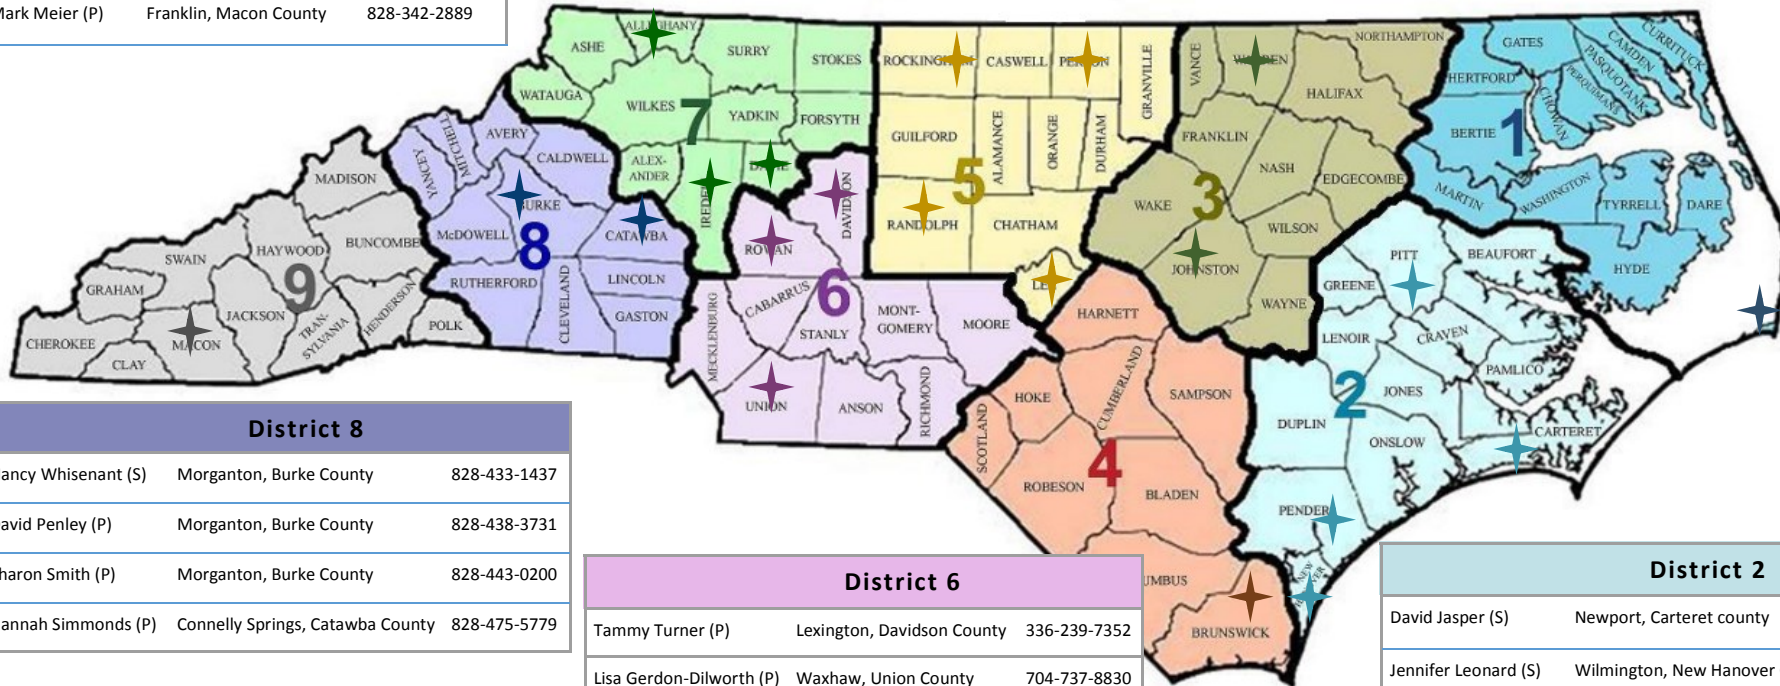 Mark Meier (P) Franklin, Macon County 828-342-2889
ASHE
ALLEGHANY
SURRY
STOKES
WATAUGA
WILKES
7
YADKIN
FORSYTH
ALEX-
ANDER
IREDELL
DAVIE
ROCKINGHAM
CASWELL
PERSON
GRANVILLE
GUILFORD
ALAMANCE
ORANGE
DURHAM
5
RANDOLPH
CHATHAM
LEE
VANCE
WARREN
NORTHAMPTON
HALIFAX
FRANKLIN
NASH
EDGECOMBE
WAKE
3
WILSON
JOHNSTON
WAYNE
GATES
HERTFORD
CURRITUCK
CAMDEN
PASQUOTANK
PERQUIMANS
CHOWAN
BERTIE
1
MARTIN
WASHINGTON
TYRRELL
DARE
HYDE
MITCHELL
AVERY
YANCEY
CALDWELL
BURKE
McDOWELL
8
CATAWBA
RUTHERFORD
CLEVELAND
LINCOLN
GASTON
MADISON
HAYWOOD
BUNCOMBE
SWAIN
9
GRAHAM
JACKSON
TRAN-
SYLVANIA
HENDERSON
POLK
CHEROKEE
MACON
CLAY
DAVIDSON
ROWAN
6
CABARRUS
MECKLENBURG
STANLY
MONT-
GOMERY
MOORE
UNION
ANSON
RICHMOND
HARNETT
HOKE
CUMBERLAND
SAMPSON
SCOTLAND
4
ROBESON
BLADEN
UMBUS
BRUNSWICK
PITT
BEAUFORT
GREENE
LENOIR
CRAVEN
PAMLICO
2
JONES
DUPLIN
ONSLOW
CARTERET
PENDER
NEW
District 8
ancy Whisenant (S) Morganton, Burke County 828-433-1437
avid Penley (P) Morganton, Burke County 828-438-3731
haron Smith (P) Morganton, Burke County 828-443-0200
annah Simmonds (P) Connelly Springs, Catawba County 828-475-5779
District 6
Tammy Turner (P) Lexington, Davidson County 336-239-7352
Lisa Gerdon-Dilworth (P) Waxhaw, Union County 704-737-8830
District 2
David Jasper (S) Newport, Carteret county
Jennifer Leonard (S) Wilmington, New Hanover